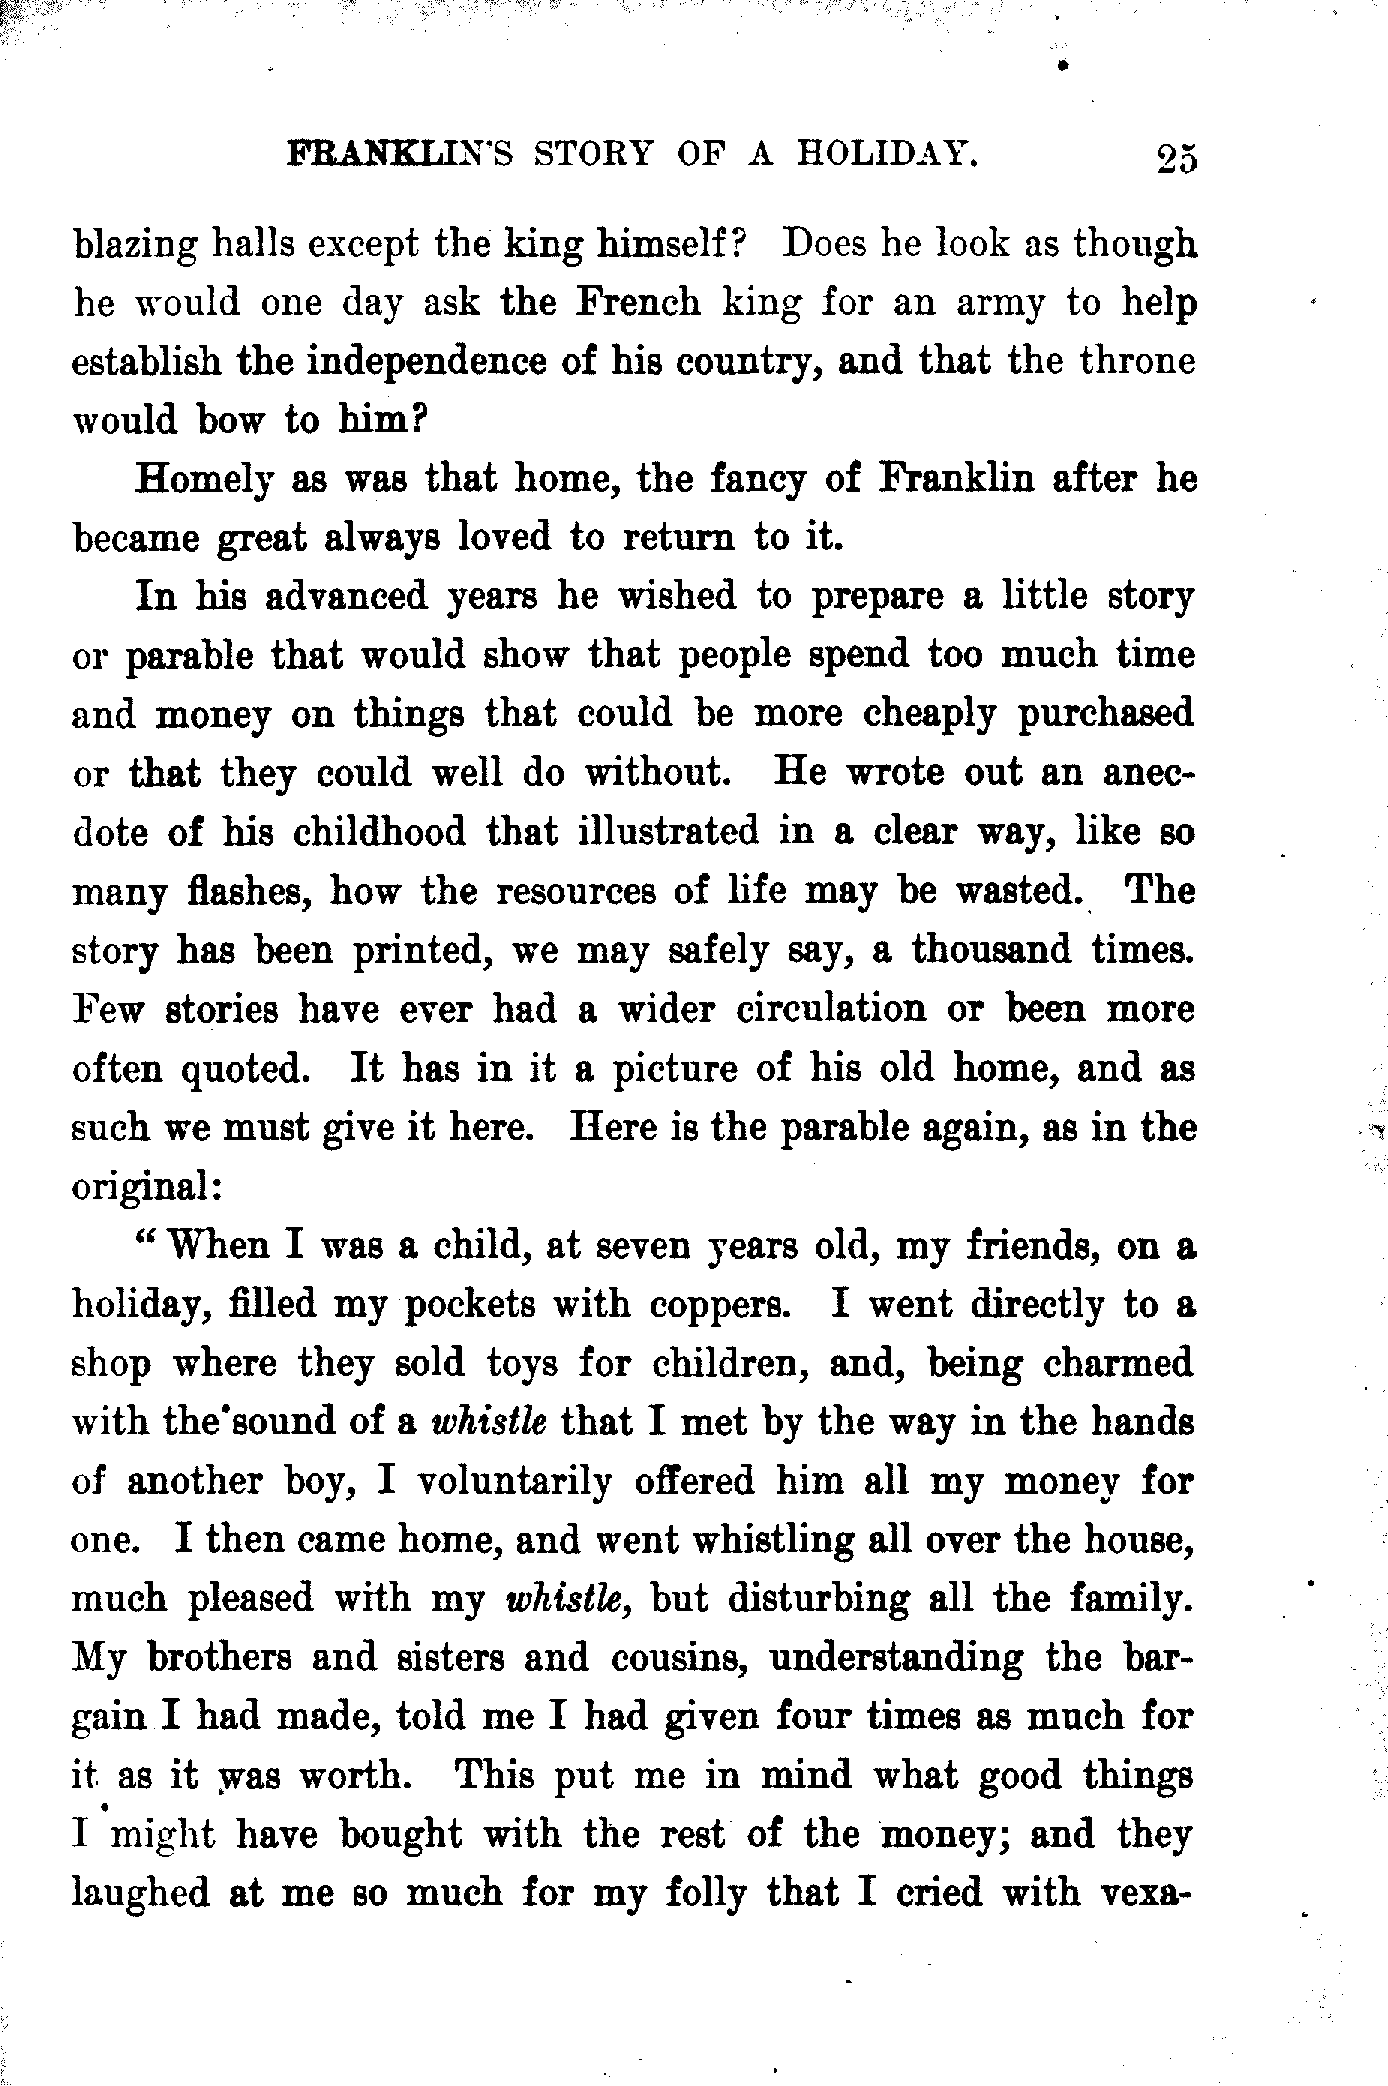 FRANKLIN'S STORY OF A HOLIDAY. 25
blazing halls except the king himself? Does he look as though
he would one day ask the French king for an army to help
establish the independence of his country, and that the throne
would bow to him?
Homely as was that home, the fancy of Franklin after he
became great always loved to return to it.
In his advanced years he wished to prepare a little story
or parable that would show that people spend too much time
and money on things that could be more cheaply purchased
or that they could well do without. He wrote out an anec-
dote of his childhood that illustrated in a clear way, like so
many flashes, how the resources of life may be wasted. The
story has been printed, we may safely say, a thousand times.
Few stories have ever had a wider circulation or been more
often quoted. It has in it a picture of his old home, and as
such we must give it here. Here is the parable again, as in the
original:
“When I was a child, at seven years old, my friends, on a
holiday, filled my pockets with coppers. I went directly to a
shop where they sold toys for children, and, being charmed
with the sound of a whistle that I met by the way in the hands
of another boy, I voluntarily offered him all my money for
one. I then came home, and went whistling all over the house,
much pleased with my whistle, but disturbing all the family.
My brothers and sisters and cousins, understanding the bar-
gain I had made, told me I had given four times as much for
it as it was worth. This put me in mind what good things
I might have bought with the rest of the money; and they
laughed at me so much for my folly that I cried with vexa-